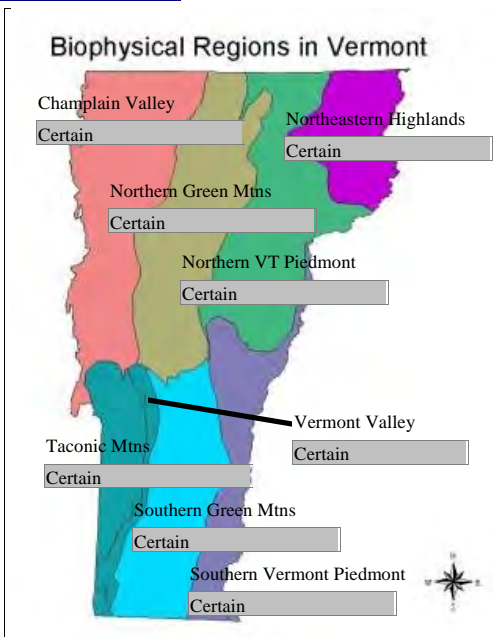 Biophysical Regions in Vermont
Champlain Valley
Certain
Northeastern Highlands
Certain
Northern Green Mtns
Certain
Northern VT Piedmont
Certain
Vermont Valley
Certain
Taconic Mtns
Certain
Southern Green Mtns
Certain
Southern Vermont Piedmont
Certain